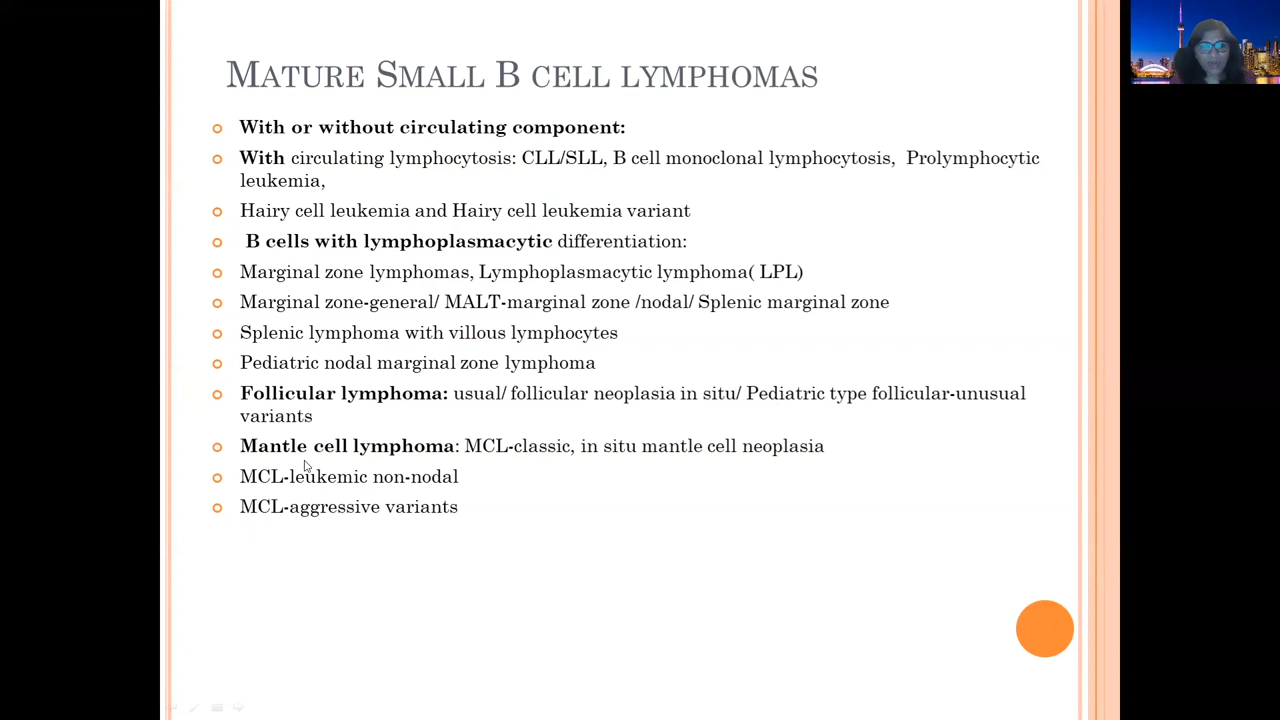 MATURE SMALL B CELL LYMPHOMAS
With or without circulating component:
With circulating lymphocytosis: CLL/SLL, B cell monoclonal lymphocytosis,  Prolymphocytic
leukemia,
Hairy cell leukemia and Hairy cell leukemia variant
B cells with lymphoplasmacytic differentiation:
Marginal zone lymphomas, Lymphoplasmacytic lymphoma( LPL)
Marginal zone-general/ MALT-marginal zone /nodal/ Splenic marginal zone
Splenic lymphoma with villous lymphocytes
Pediatric nodal marginal zone lymphoma
Follicular lymphoma: usual/ follicular neoplasia in situ/ Pediatric type follicular-unusual
variants
Mantle cell lymphoma: MCL-classic, in situ mantle cell neoplasia
MCL-leukemic non-nodal
MCL-aggressive variants